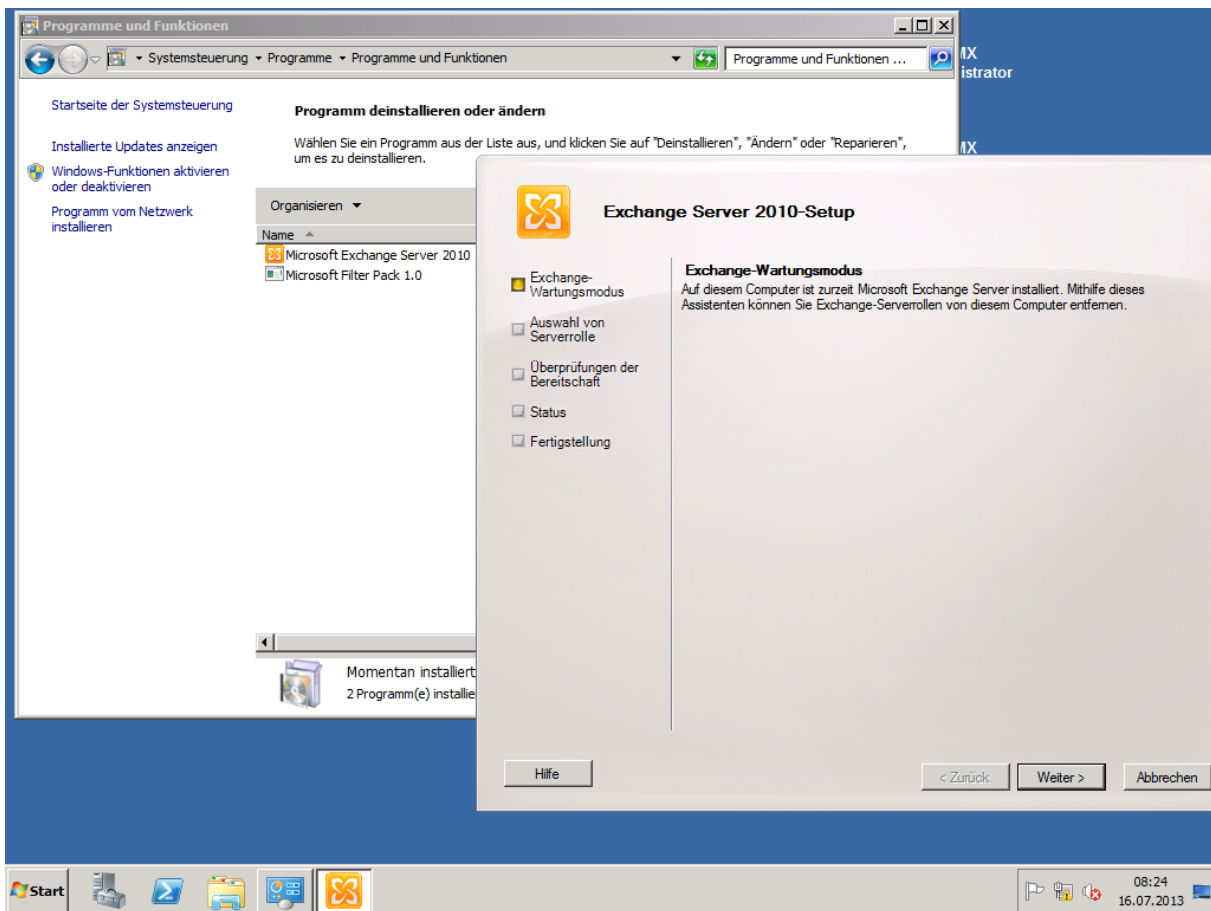 Programme und Funktionen
Systemsteuerung
Programme
Programme und Funktionen
Programme und Funktionen ...
Startseite der Systemsteuerung
Installierte Updates anzeigen
Windows-Funktionen aktivieren
oder deaktivieren
Programm vom Netzwerk
installieren
Programm deinstallieren oder ändern
Wählen Sie ein Programm aus der Liste aus, und klicken Sie auf "Deinstallieren", "Ändern" oder "Reparieren",
um es zu deinstallieren.
Organisieren
Name
Microsoft Exchange Server 2010
Microsoft Filter Pack 1.0
Momentan installiert
2 Programm(e) installie
MX
istrator
MX
Exchange Server 2010-Setup
Exchange-
Wartungsmodus
Auswahl von
Serverrolle
Überprüfungen der
Bereitschaft
Status
Fertigstellung
Exchange-Wartungsmodus
Auf diesem Computer ist zurzeit Microsoft Exchange Server installiert. Mithilfe dieses
Assistenten können Sie Exchange-Serverrollen von diesem Computer entfernen.
Hilfe
< Zurück
Weiter >
Abbrechen
Start
08:24
16.07.2013